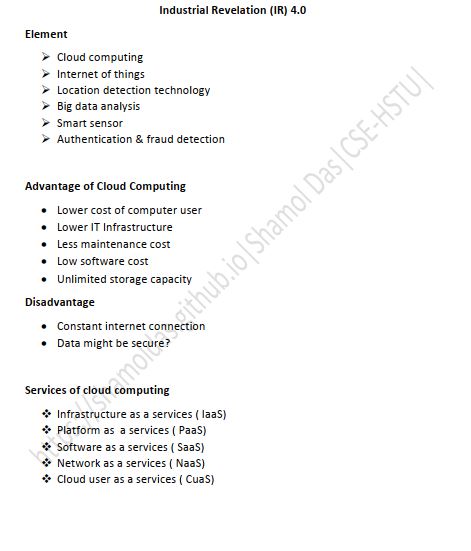 Industrial Revelation (IR) 4.0
Element
Cloud computing
Internet of things
Location detection technology
Big data analysis
Smart sensor
Authentication & fraud detection
Advantage of Cloud Computing
Lower cost of computer user
Lower IT Infrastructure
Less maintenance cost
Low software cost
Unlimited storage capacity
Disadvantage
Constant internet connection
Data might be secure?
Services of cloud computing
Infrastructure as a services ( IaaS)
Platform as a services ( PaaS)
Software as a services ( SaaS)
Network as a services ( NaaS)
Cloud user as a services ( CuaS)
https://shamoldas.github.io|Shamol Das|CSE-HSTU|